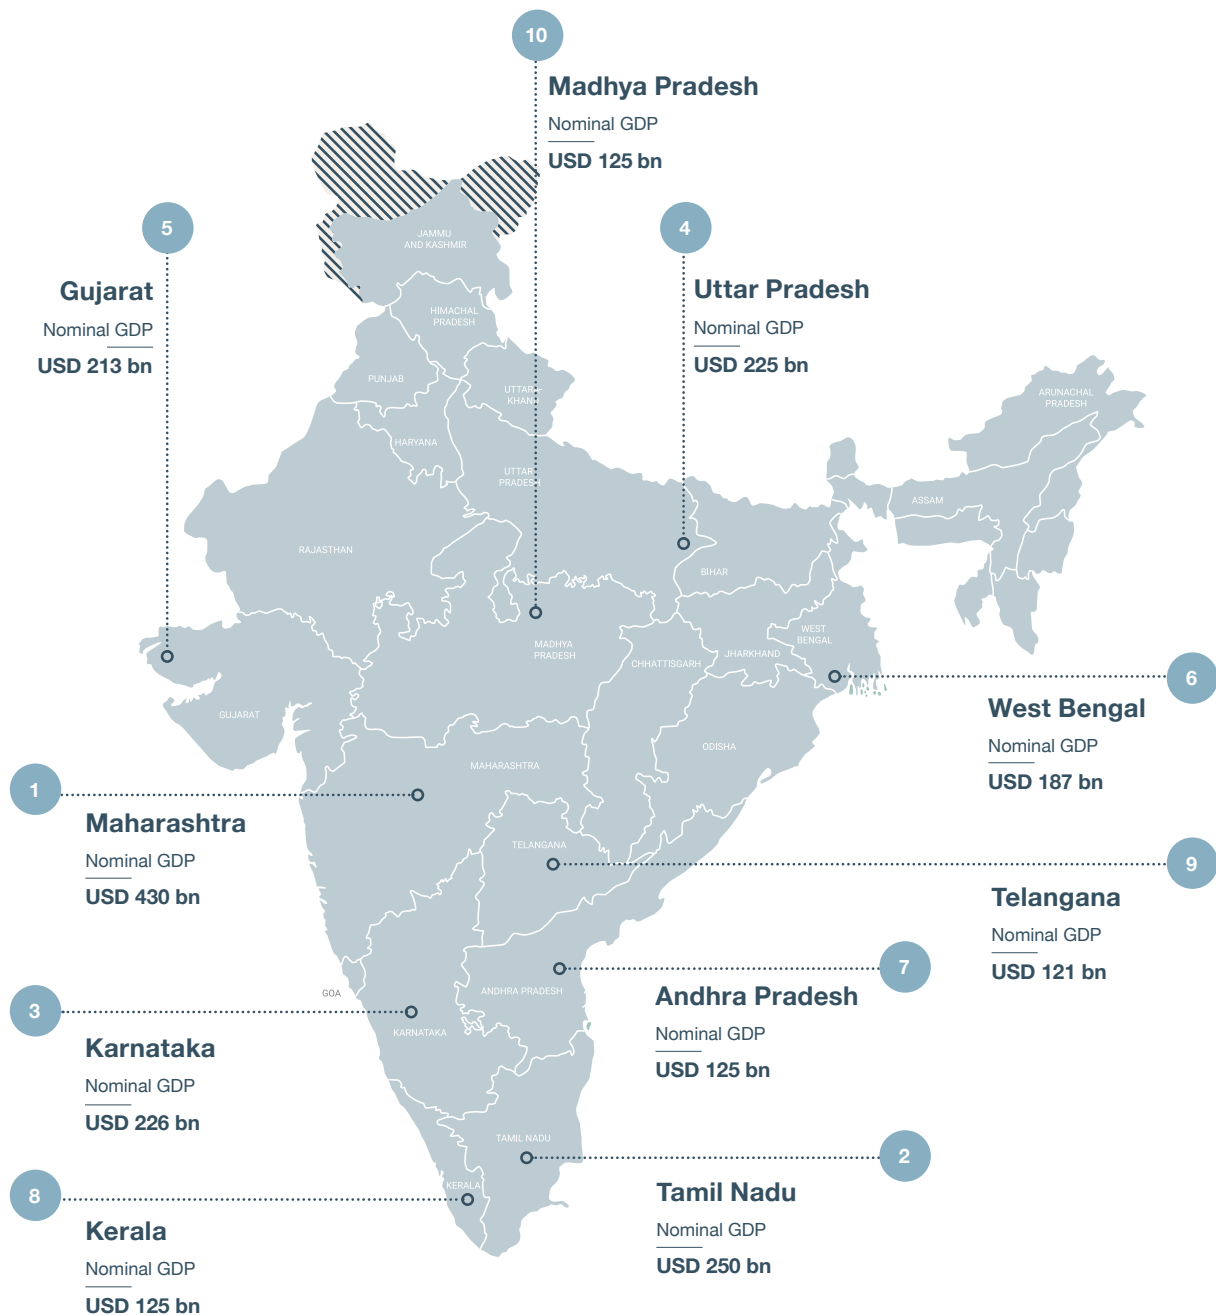 10
Madhya Pradesh
Nominal GDP
USD 125 bn
5
Gujarat
Nominal GDP
USD 213 bn
4
Uttar Pradesh
Nominal GDP
USD 225 bn
JAMMU
AND KASHMIR
HIMACHAL
PRADESH
PUNJAB
UTTARA-
KHAND
HARYANA
UTTAR
PRADESH
ARUNACHAL
PRADESH
ASSAM
RAJASTHAN
BIHAR
MADHYA
PRADESH
CHHATTISGARH
JHARKHAND
WEST
BENGAL
GUJARAT
ODISHA
MAHARASHTRA
TELANGANA
GOA
ANDHRA PRADESH
KARNATAKA
TAMIL NADU
KERALA
6
West Bengal
Nominal GDP
USD 187 bn
1
Maharashtra
Nominal GDP
USD 430 bn
9
Telangana
Nominal GDP
USD 121 bn
7
Andhra Pradesh
Nominal GDP
USD 125 bn
3
Karnataka
Nominal GDP
USD 226 bn
2
Tamil Nadu
Nominal GDP
USD 250 bn
8
Kerala
Nominal GDP
USD 125 bn